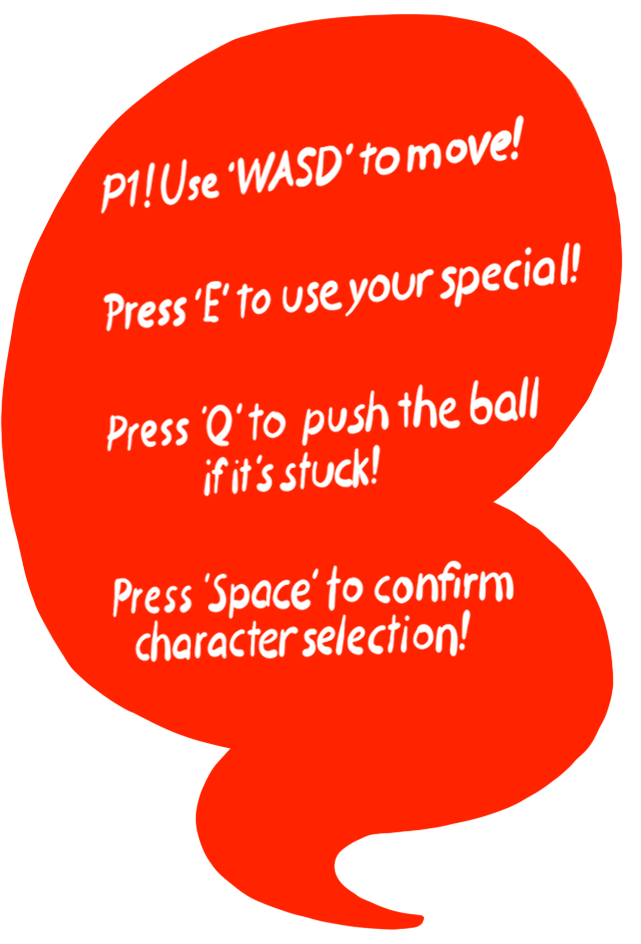 P1! Use 'WASD' to move!
Press 'E' to use your special!
Press 'Q' to push the ball
if it's stuck!
Press 'Space' to confirm
character selection!